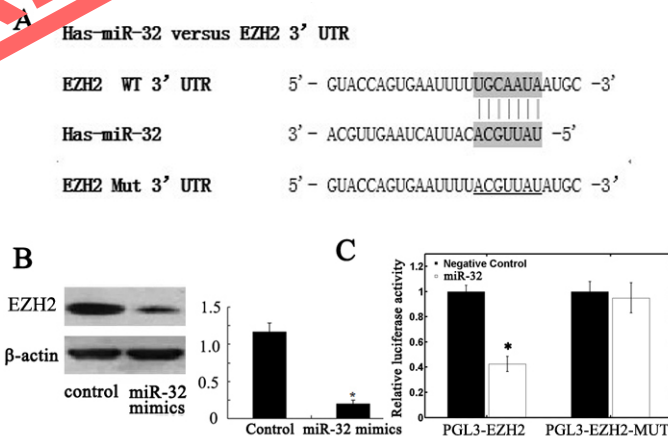 A
Has-miR-32 versus EZH2 3' UTR
EZH2 WT 3' UTR 5'- GUACCAGUGAAUUUUUGCAAUAAUGC -3'
Has-miR-32 3'- ACGUUGAAUCAUUACACGUUAU -5'
EZH2 Mut 3' UTR 5'- GUACCAGUGAAUUUUACGUUAUAUGC -3'
B
EZH2
β-actin
control miR-32 mimics
1.5
1.0
0.5
0
*
Control miR-32 mimics
C
Relative luciferase activity
1.2
1
0.8
0.6
0.4
0.2
0
* Negative Control
miR-32
*
PGL3-EZH2 PGL3-EZH2-MUT